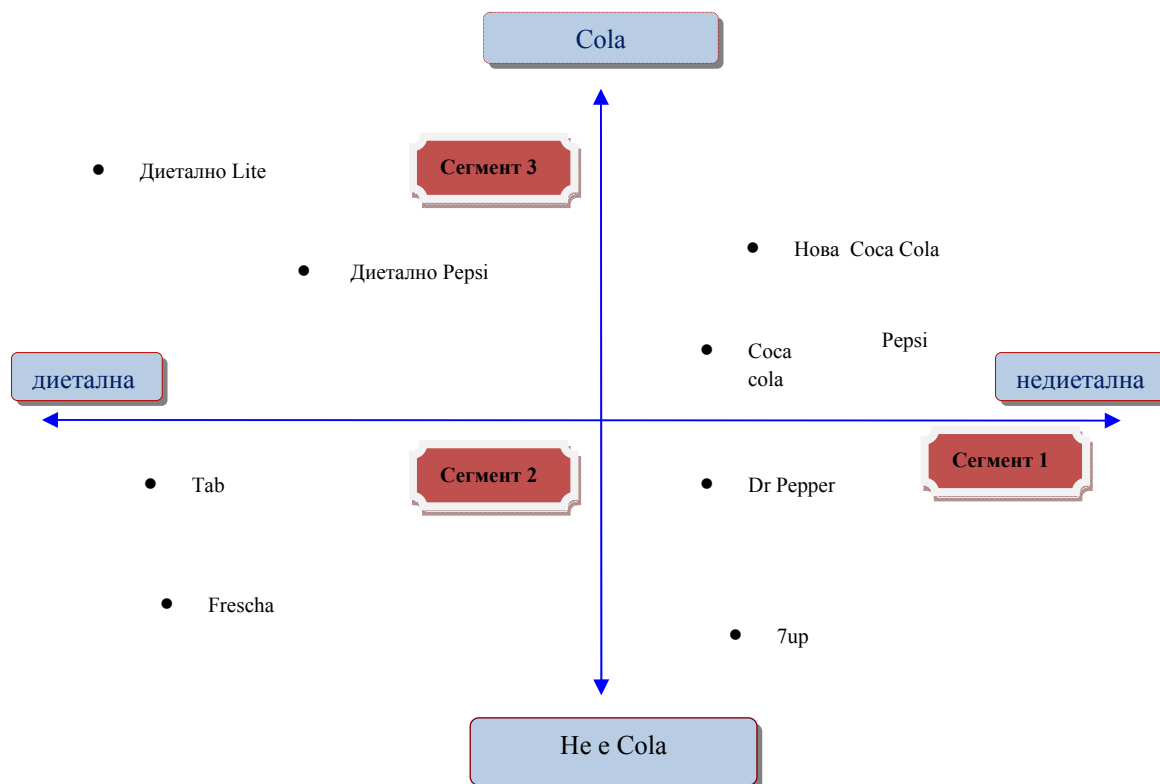 Cola
Сегмент 3
Диетално Lite
Нова Coca Cola
Диетално Pepsi
Pepsi
Coca
cola
диетална
недиетална
Сегмент 2
Сегмент 1
Tab
Dr Pepper
Frescha
7up
Не е Cola